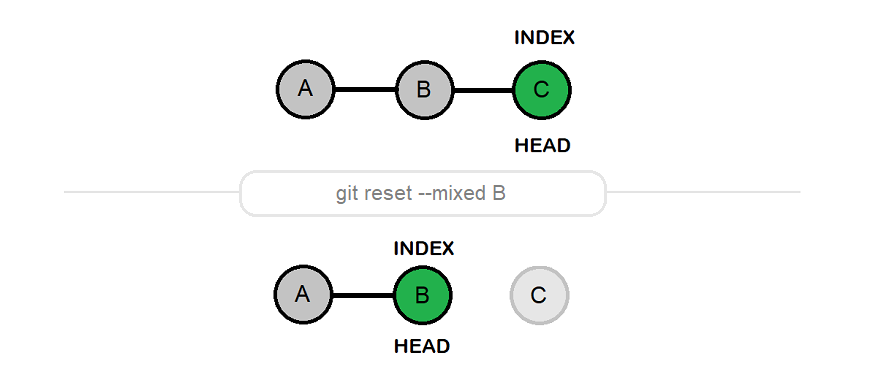 INDEX
A B C
HEAD
git reset --mixed B
INDEX
A B C
HEAD